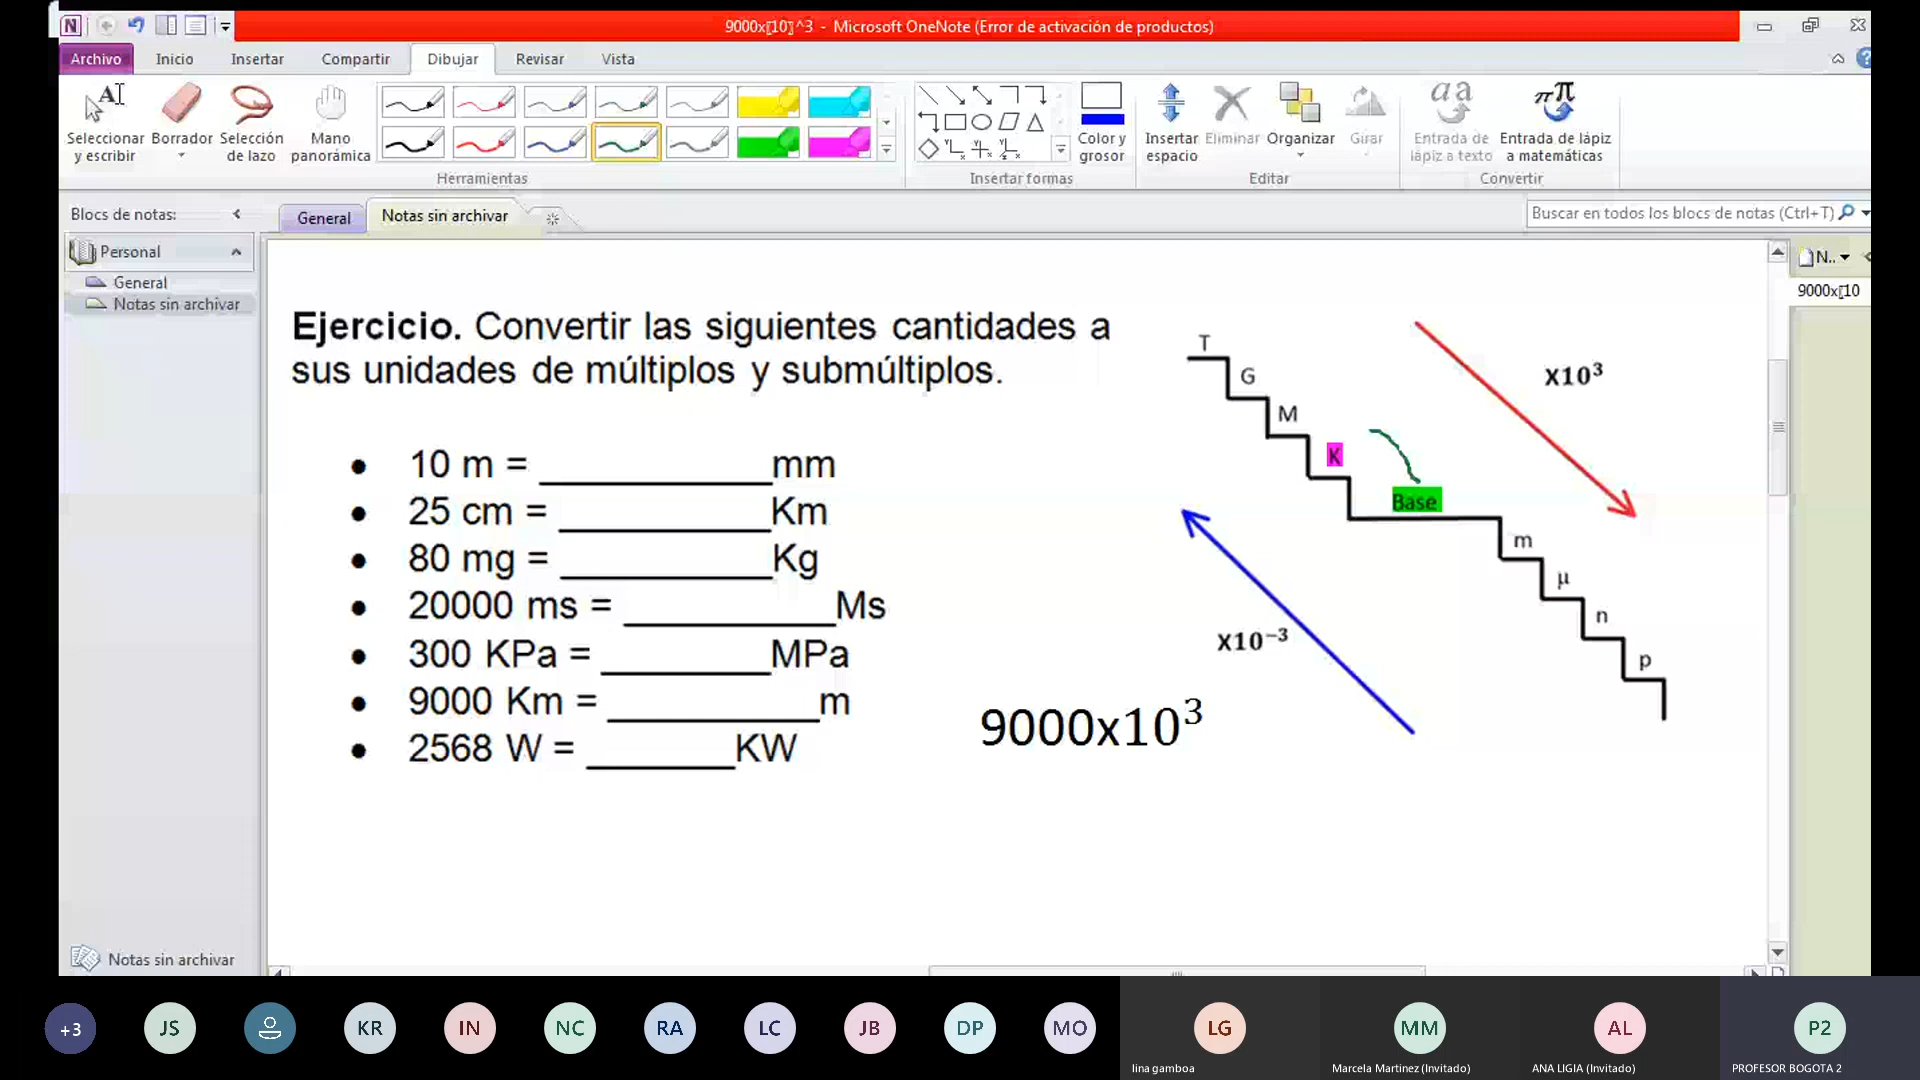 9000x〖10〗^3 - Microsoft OneNote (Error de activación de productos)
Archivo Inicio Insertar Compartir Dibujar Revisar Vista
Seleccionar y escribir
Borrador
Selección de lazo
Mano panorámica
Herramientas
Insertar formas
Color y grosor
Insertar espacio
Eliminar
Organizar
Girar
Editar
Entrada de lápiz a texto
Entrada de lápiz a matemáticas
Convertir
Blocs de notas:
General
Notas sin archivar
Buscar en todos los blocs de notas (Ctrl+T)
Personal
General
Notas sin archivar
N..
9000x〖10
Ejercicio. Convertir las siguientes cantidades a
sus unidades de múltiplos y submúltiplos.
• 10 m = ___________mm
• 25 cm = __________Km
• 80 mg = __________Kg
• 20000 ms = __________Ms
• 300 KPa = ________MPa
• 9000 Km = __________m
• 2568 W = _______KW
9000x10³
T
G
M
K
Base
m
µ
n
p
X10³
X10⁻³
Notas sin archivar
+3 JS KR IN NC RA LC JB DP MO LG MM AL P2
lina gamboa
Marcela Martinez (Invitado)
ANA LIGIA (Invitado)
PROFESOR BOGOTA 2